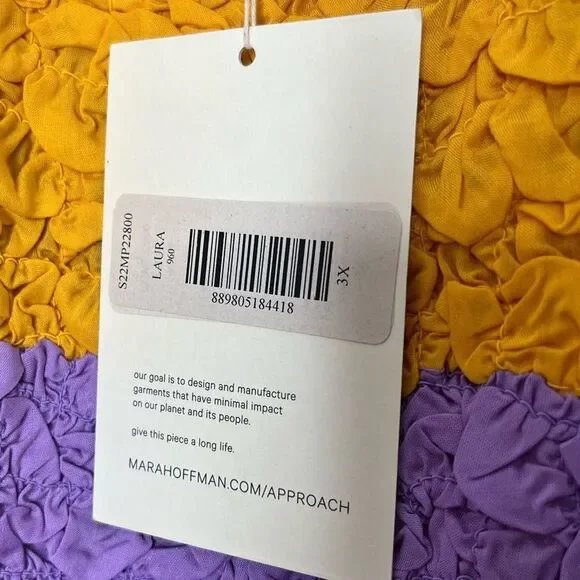 S22MP22800
LAURA
960
889805184418
3X
our goal is to design and manufacture
garments that have minimal impact
on our planet and its people.
give this piece a long life.
MARAHOFFMAN.COM/APPROACH